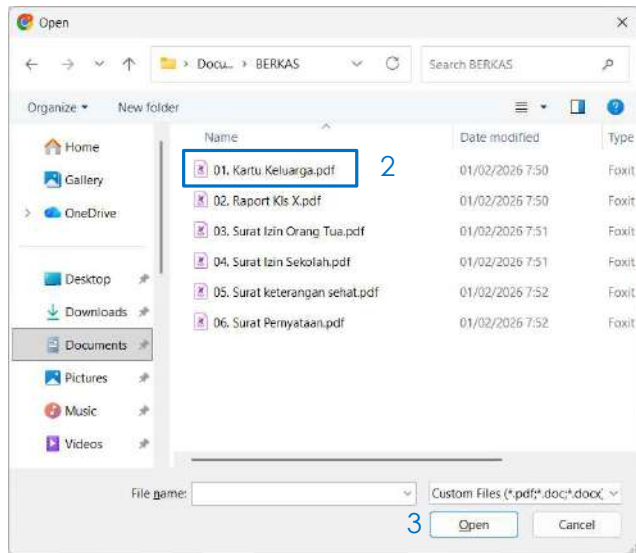 Open
Docu... > BERKAS
Search BERKAS
Organize
New folder
Name
Date modified
Type
Home
Gallery
OneDrive
Desktop
Downloads
Documents
Pictures
Music
Videos
01. Kartu Keluarga.pdf 2 01/02/2026 7:50 Foxit
02. Raport Kls X.pdf 01/02/2026 7:50 Foxit
03. Surat Izin Orang Tua.pdf 01/02/2026 7:51 Foxit
04. Surat Izin Sekolah.pdf 01/02/2026 7:51 Foxit
05. Surat keterangan sehat.pdf 01/02/2026 7:52 Foxit
06. Surat Pernyataan.pdf 01/02/2026 7:52 Foxit
File name:
Custom Files (*.pdf;*.doc;*.docx)
3 Open Cancel